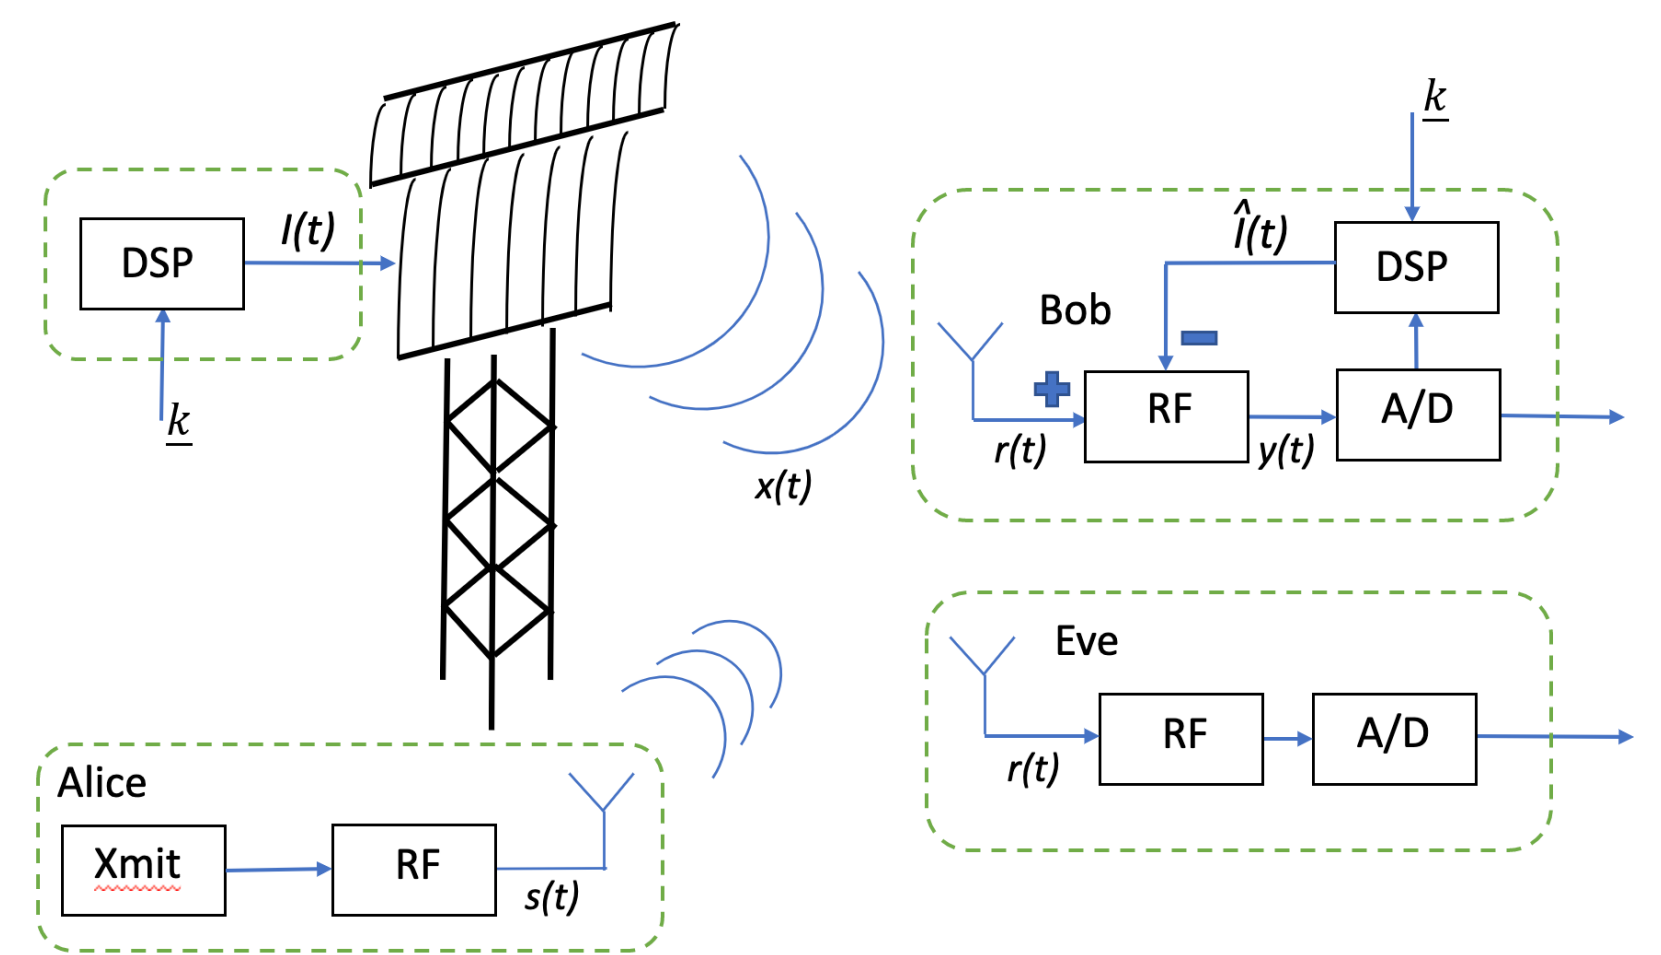 k
DSP
I(t)
Î(t)
DSP
Bob
k
RF
A/D
r(t)
y(t)
x(t)
Eve
RF
A/D
r(t)
Alice
Xmit
RF
s(t)